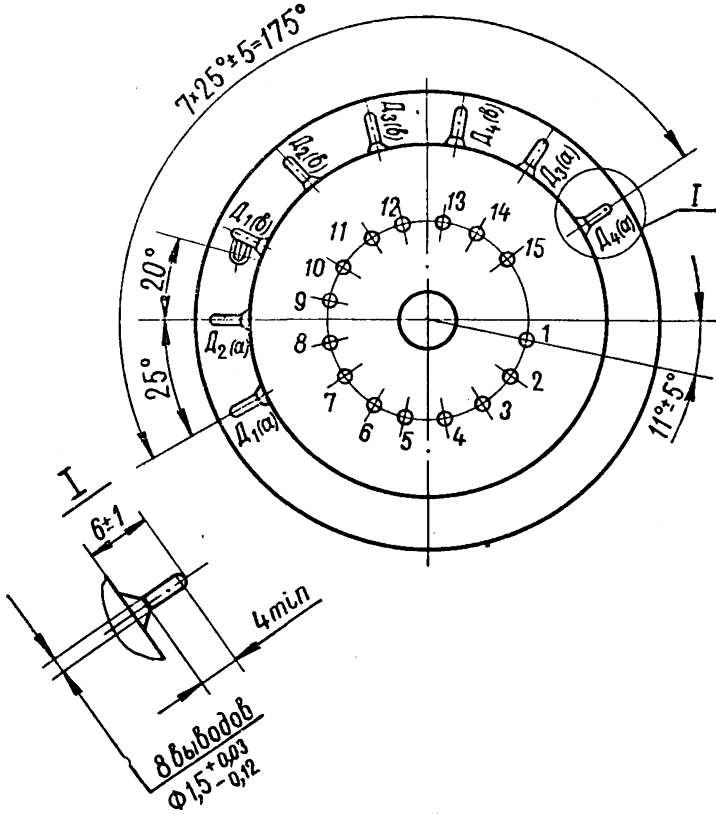 7×25°±5=175°
Д3(в)
Д4(в)
Д2(в)
Д3(а)
I
Д1(в)
Д4(а)
12
13
14
11
15
10
20°
9
1
8
Д2(а)
2
25°
7
3
6
5
4
11°±5°
Д1(а)
I
6±1
4min
8 выводов
Ф1,5 +0,03 -0,12